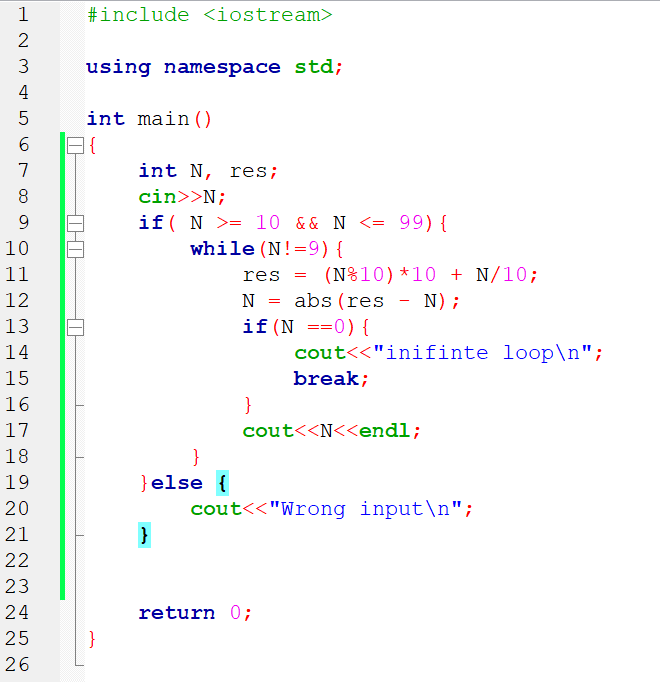 1 #include <iostream>
2
3 using namespace std;
4
5 int main()
6 {
7 int N, res;
8 cin>>N;
9 if( N >= 10 && N <= 99){
10 while(N!=9){
11 res = (N%10)*10 + N/10;
12 N = abs(res - N);
13 if(N ==0){
14 cout<<"inifinte loop\n";
15 break;
16 }
17 cout<<N<<endl;
18 }
19 }else {
20 cout<<"Wrong input\n";
21 }
22
23
24 return 0;
25 }
26